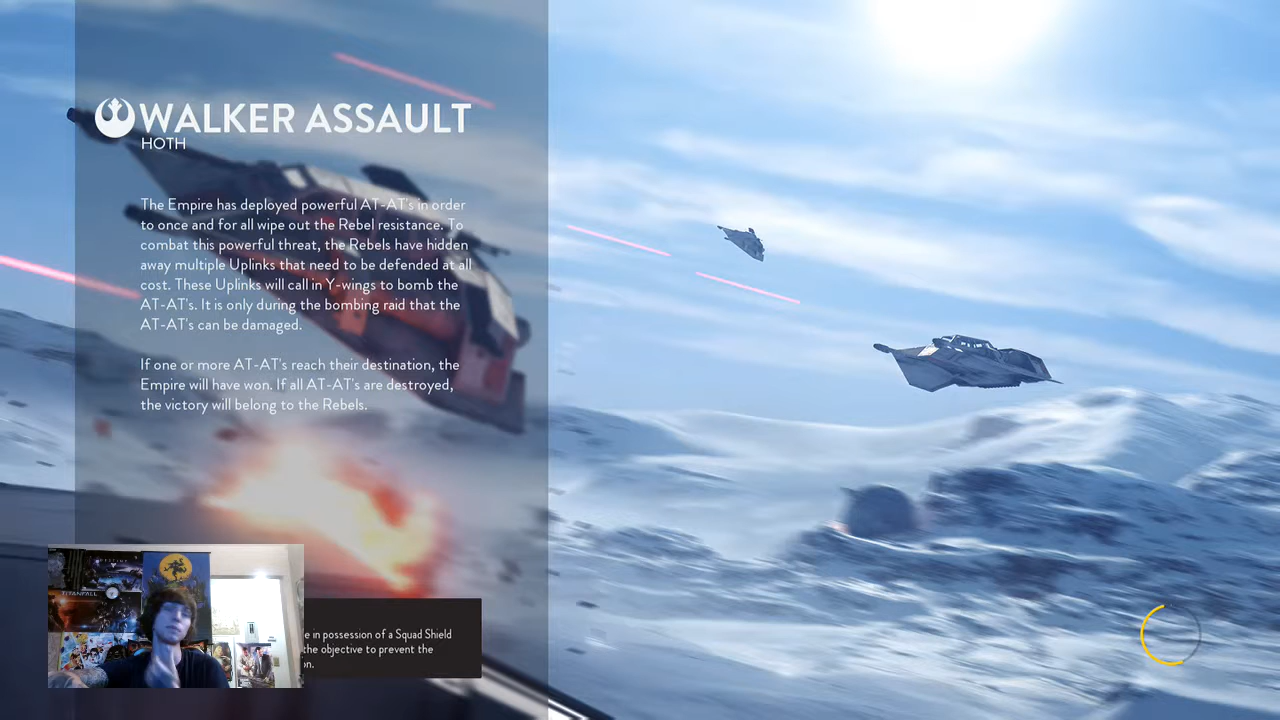 WALKER ASSAULT
HOTH
The Empire has deployed powerful AT-AT's in order
to once and for all wipe out the Rebel resistance. To
combat this powerful threat, the Rebels have hidden
away multiple Uplinks that need to be defended at all
cost. These Uplinks will call in Y-wings to bomb the
AT-AT's. It is only during the bombing raid that the
AT-AT's can be damaged.
If one or more AT-AT's reach their destination, the
Empire will have won. If all AT-AT's are destroyed,
the victory will belong to the Rebels.
in possession of a Squad Shield
the objective to prevent the
TITANFALL